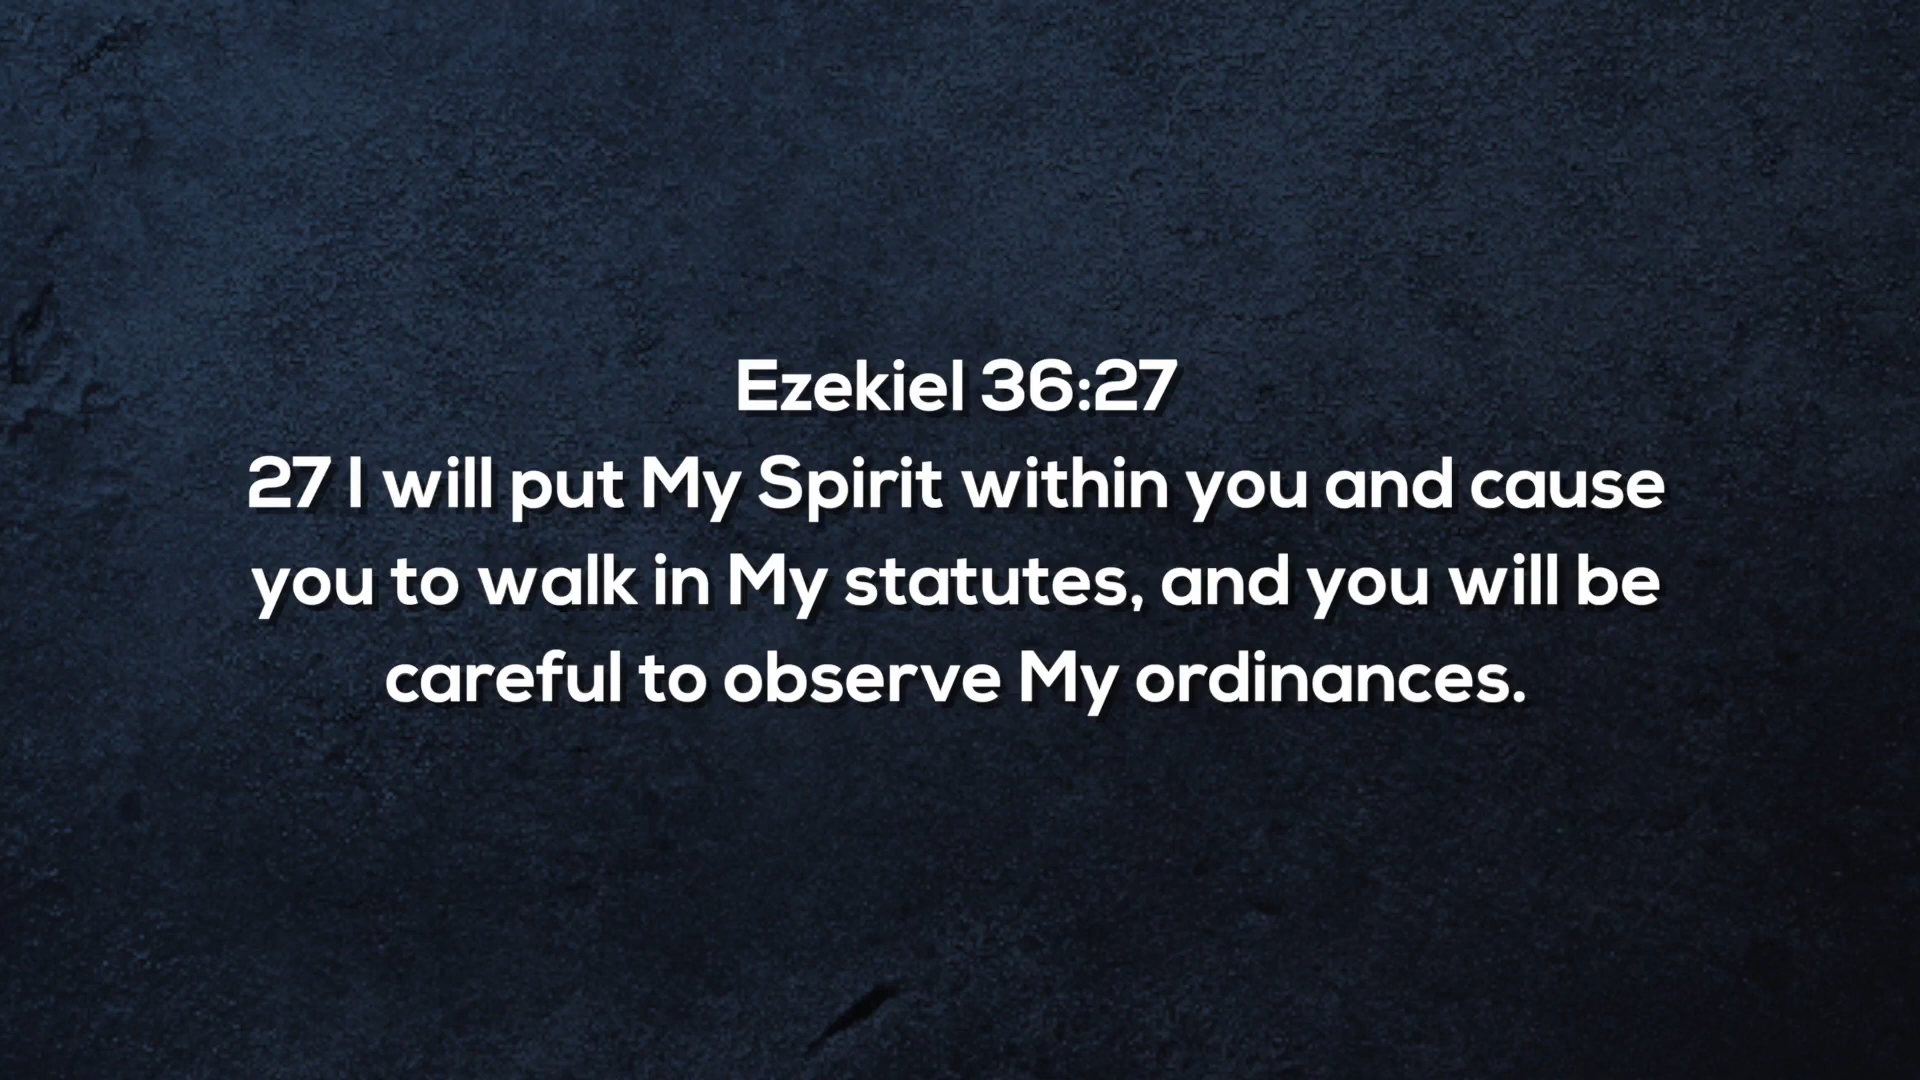 Ezekiel 36:27
27 I will put My Spirit within you and cause
you to walk in My statutes, and you will be
careful to observe My ordinances.